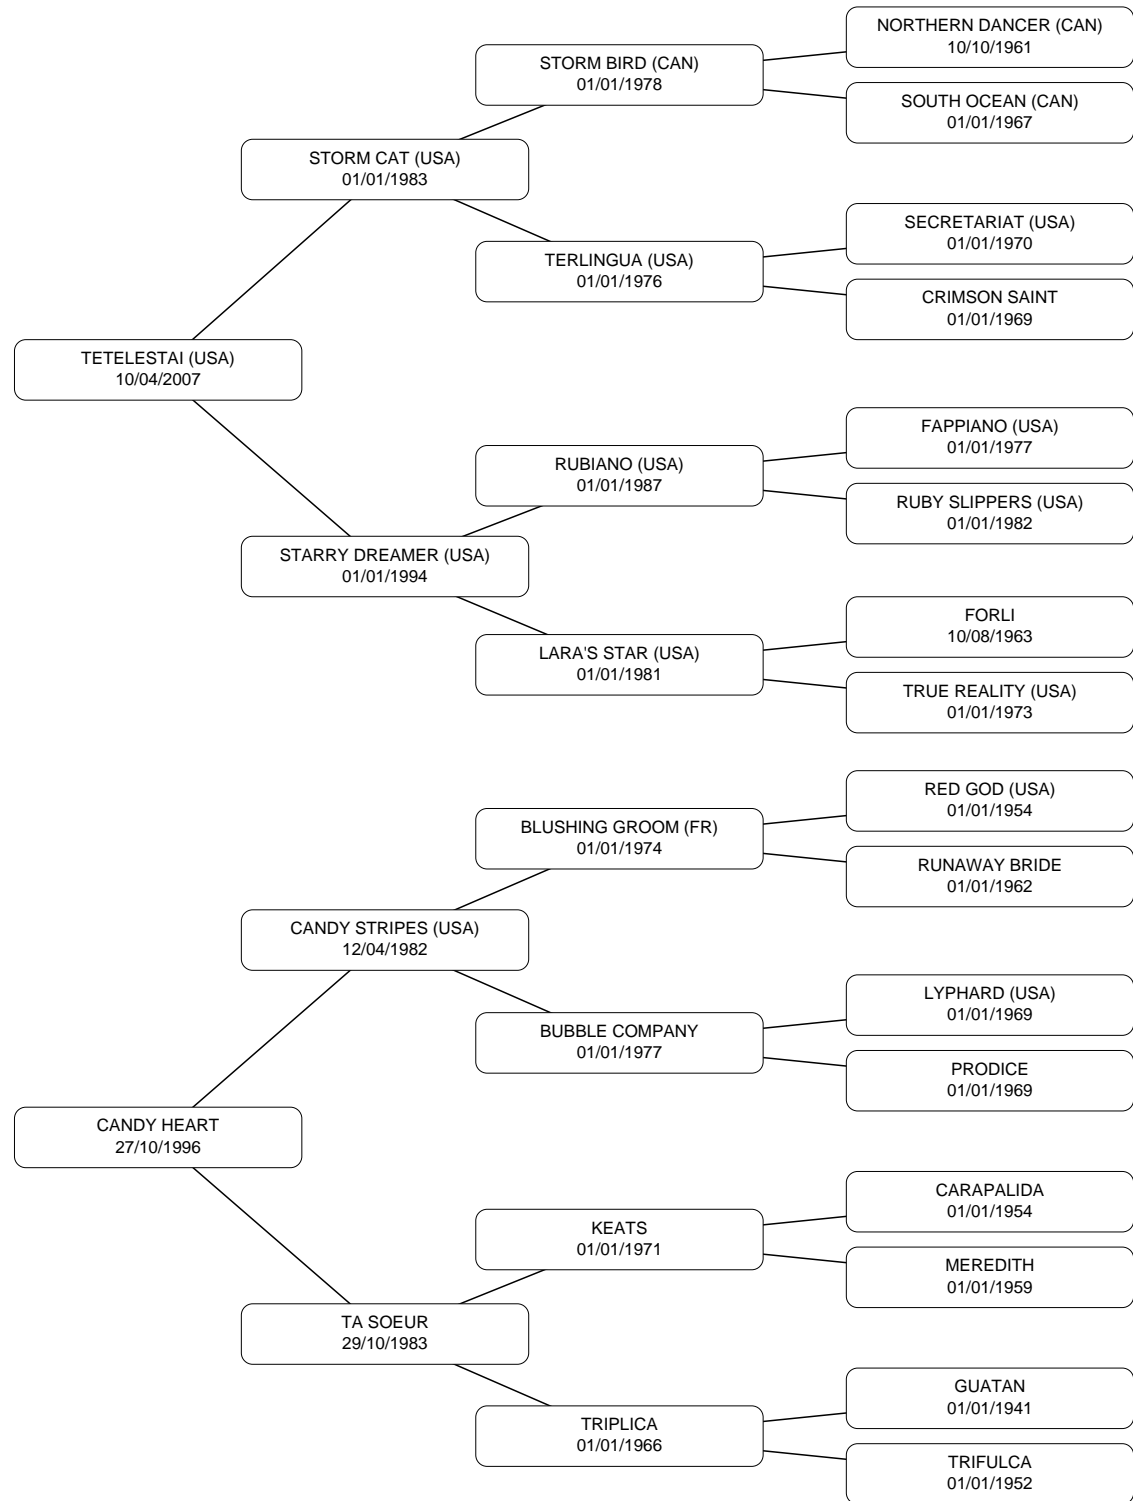 NORTHERN DANCER (CAN)
10/10/1961
STORM BIRD (CAN)
01/01/1978
SOUTH OCEAN (CAN)
01/01/1967
STORM CAT (USA)
01/01/1983
SECRETARIAT (USA)
01/01/1970
TERLINGUA (USA)
01/01/1976
CRIMSON SAINT
01/01/1969
TETELESTAI (USA)
10/04/2007
FAPPIANO (USA)
01/01/1977
RUBIANO (USA)
01/01/1987
RUBY SLIPPERS (USA)
01/01/1982
STARRY DREAMER (USA)
01/01/1994
FORLI
10/08/1963
LARA'S STAR (USA)
01/01/1981
TRUE REALITY (USA)
01/01/1973
RED GOD (USA)
01/01/1954
BLUSHING GROOM (FR)
01/01/1974
RUNAWAY BRIDE
01/01/1962
CANDY STRIPES (USA)
12/04/1982
LYPHARD (USA)
01/01/1969
BUBBLE COMPANY
01/01/1977
PRODICE
01/01/1969
CANDY HEART
27/10/1996
CARAPALIDA
01/01/1954
KEATS
01/01/1971
MEREDITH
01/01/1959
TA SOEUR
29/10/1983
GUATAN
01/01/1941
TRIPLICA
01/01/1966
TRIFULCA
01/01/1952